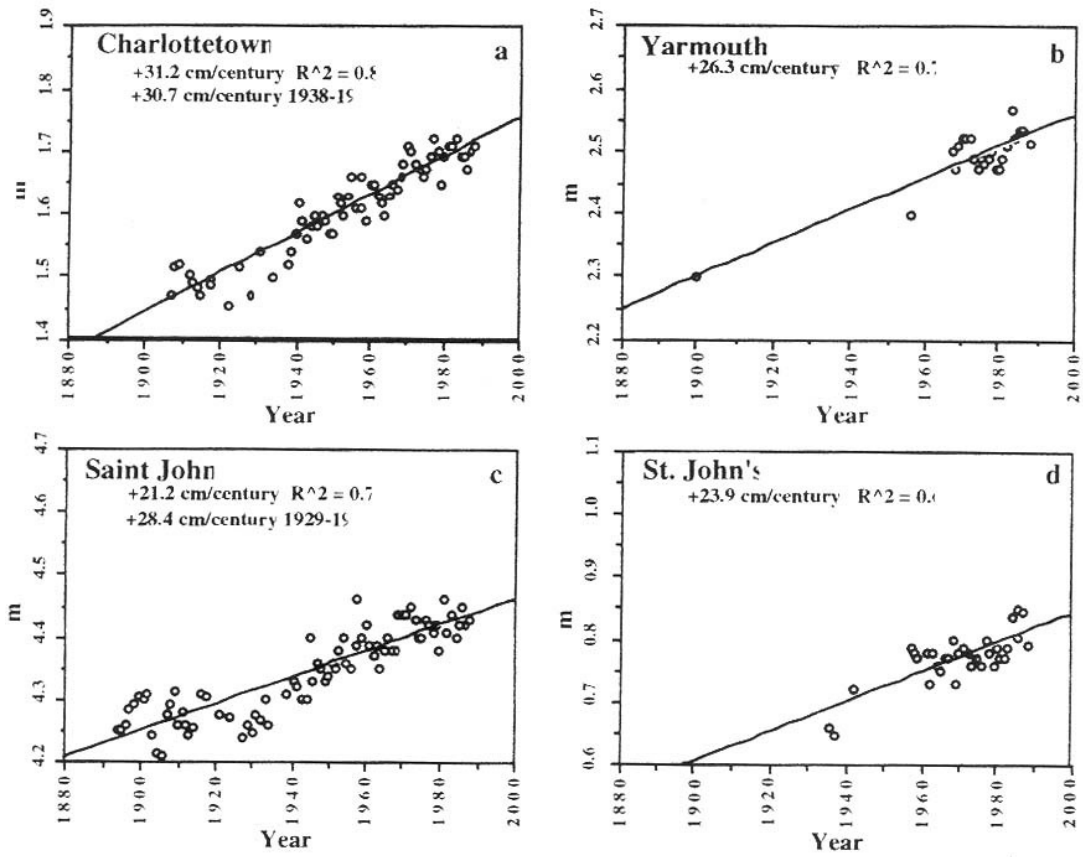 Charlottetown a
+31.2 cm/century R^2 = 0.8
+30.7 cm/century 1938-19
1.9
1.8
1.7
1.6
1.5
1.4
m
1880
1900
1920
1940
1960
1980
2000
Year
Yarmouth b
+26.3 cm/century R^2 = 0.7
2.7
2.6
2.5
2.4
2.3
2.2
m
1880
1900
1920
1940
1960
1980
2000
Year
Saint John c
+21.2 cm/century R^2 = 0.7
+28.4 cm/century 1929-19
4.7
4.6
4.5
4.4
4.3
4.2
m
1880
1900
1920
1940
1960
1980
2000
Year
St. John's d
+23.9 cm/century R^2 = 0.
1.1
1.0
0.9
0.8
0.7
0.6
m
1880
1900
1920
1940
1960
1980
2000
Year